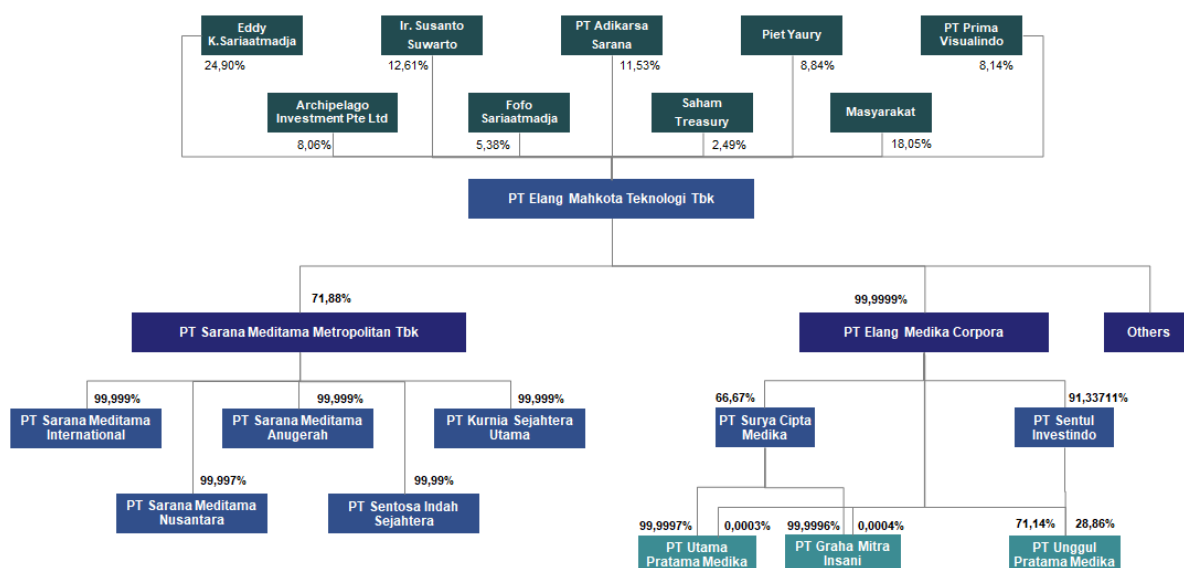 Eddy
K.Sariaatmadja
24,90%
Ir. Susanto
Suwarto
12,61%
PT Adikarsa
Sarana
11,53%
Piet Yaury
8,84%
PT Prima
Visualindo
8,14%
Archipelago
Investment Pte Ltd
8,06%
Fofo
Sariaatmadja
5,38%
Saham
Treasury
2,49%
Masyarakat
18,05%
PT Elang Mahkota Teknologi Tbk
71,88%
PT Sarana Meditama Metropolitan Tbk
99,9999%
PT Elang Medika Corpora
Others
99,999%
PT Sarana Meditama
International
99,999%
PT Sarana Meditama
Anugerah
99,999%
PT Kurnia Sejahtera
Utama
66,67%
PT Surya Cipta
Medika
91,33711%
PT Sentul
Investindo
99,997%
PT Sarana Meditama
Nusantara
99,99%
PT Sentosa Indah
Sejahtera
99,9997%
0,0003%
PT Utama
Pratama Medika
99,9996%
0,0004%
PT Graha Mitra
Insani
71,14%
28,86%
PT Unggul
Pratama Medika